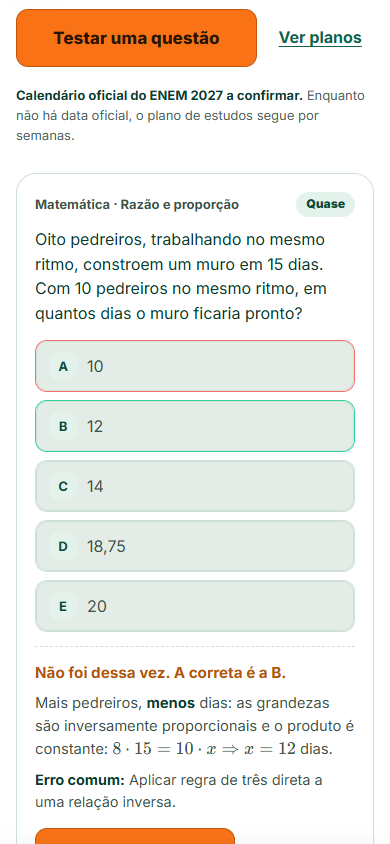 Testar uma questão
Ver planos
Calendário oficial do ENEM 2027 a confirmar. Enquanto
não há data oficial, o plano de estudos segue por
semanas.
Matemática · Razão e proporção
Quase
Oito pedreiros, trabalhando no mesmo
ritmo, constroem um muro em 15 dias.
Com 10 pedreiros no mesmo ritmo, em
quantos dias o muro ficaria pronto?
A 10
B 12
C 14
D 18,75
E 20
Não foi dessa vez. A correta é a B.
Mais pedreiros, menos dias: as grandezas
são inversamente proporcionais e o produto é
constante: 8 · 15 = 10 · x ⇒ x = 12 dias.
Erro comum: Aplicar regra de três direta a
uma relação inversa.